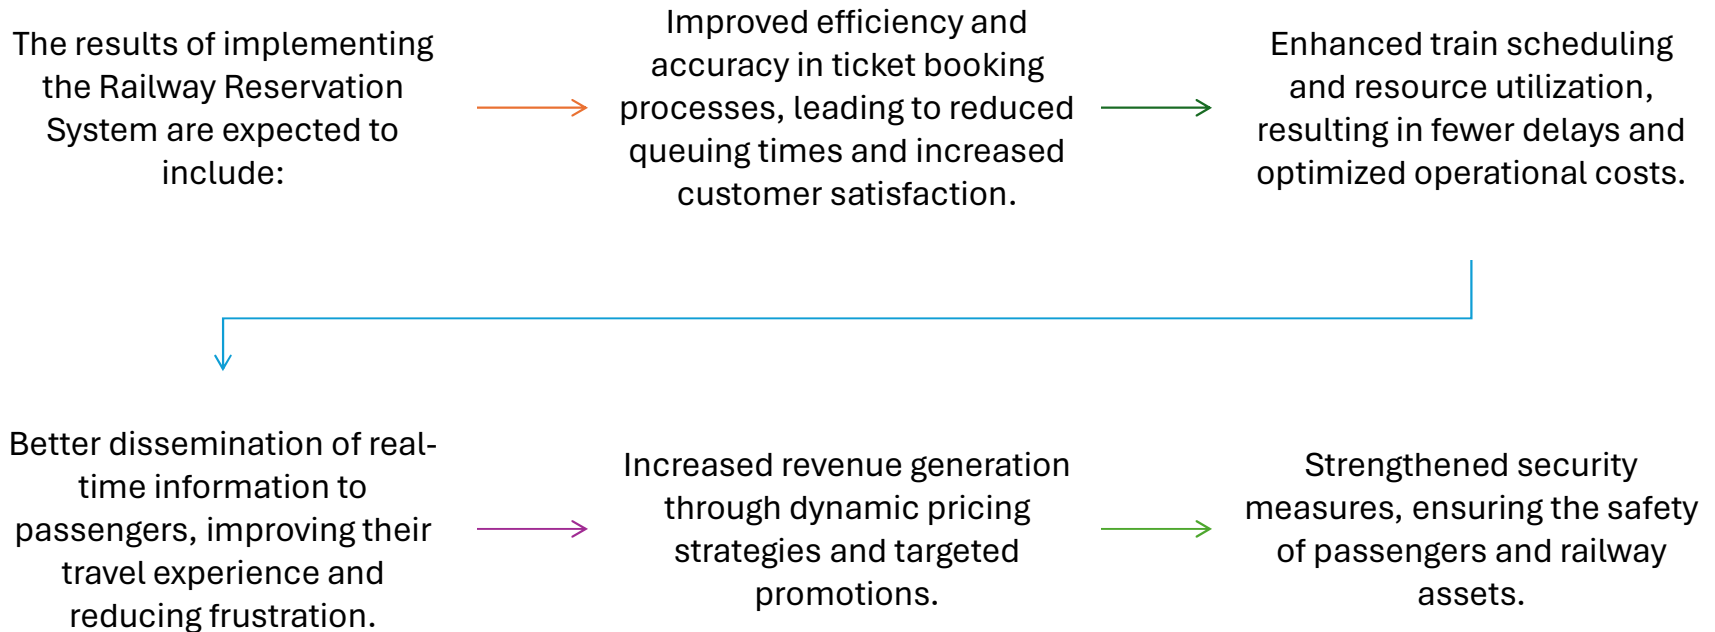 The results of implementing
the Railway Reservation
System are expected to
include:
Improved efficiency and
accuracy in ticket booking
processes, leading to reduced
queuing times and increased
customer satisfaction.
Enhanced train scheduling
and resource utilization,
resulting in fewer delays and
optimized operational costs.
Better dissemination of real-
time information to
passengers, improving their
travel experience and
reducing frustration.
Increased revenue generation
through dynamic pricing
strategies and targeted
promotions.
Strengthened security
measures, ensuring the safety
of passengers and railway
assets.